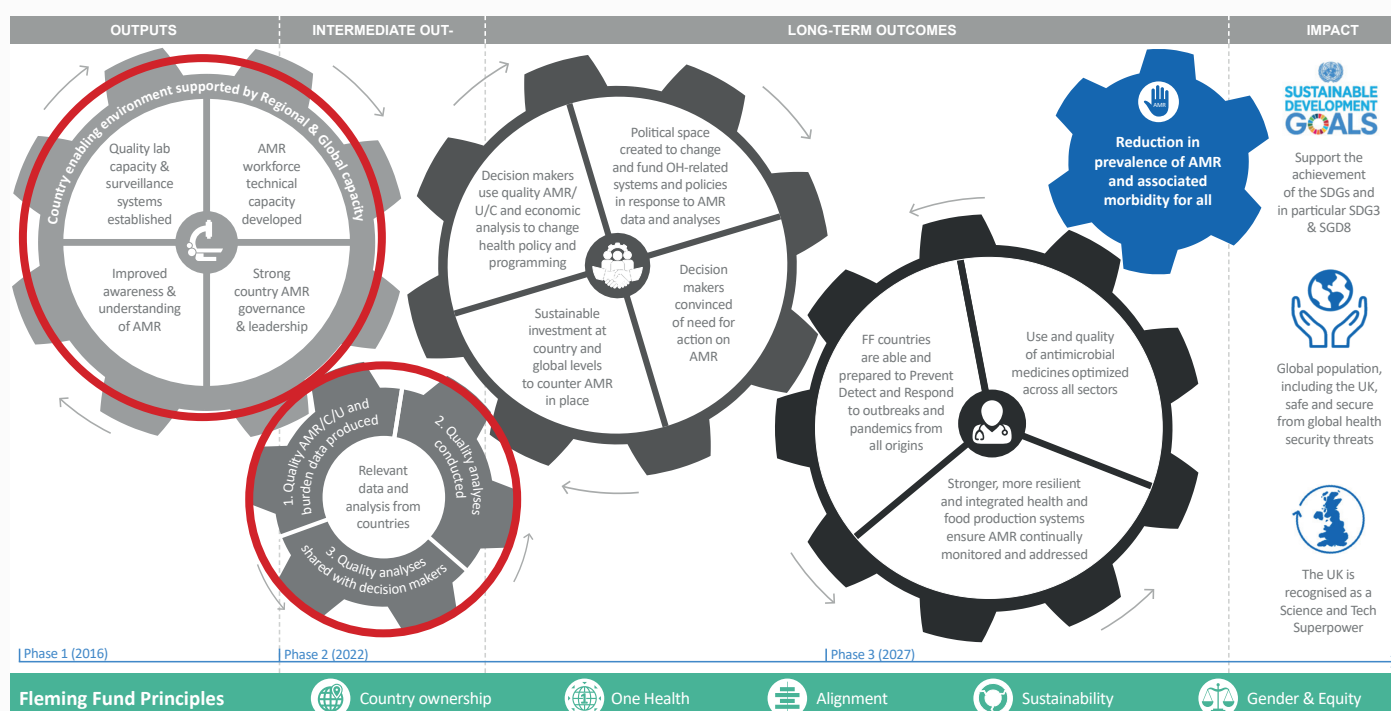 OUTPUTS
INTERMEDIATE OUT-
LONG-TERM OUTCOMES
IMPACT
Country enabling environment supported by Regional & Global capacity
Quality lab
capacity &
surveillance
systems
established
AMR
workforce
technical
capacity
developed
Improved
awareness &
understanding
of AMR
Strong
country AMR
governance
& leadership
1. Quality AMR/C/U and
burden data produced
2. Quality analyses
conducted
3. Quality analyses
shared with decision makers
Relevant
data and
analysis from
countries
Decision makers
use quality AMR/
U/C and economic
analysis to change
health policy and
programming
Political space
created to change
and fund OH-related
systems and policies
in response to AMR
data and analyses
Sustainable
investment at
country and
global levels
to counter AMR
in place
Decision
makers
convinced
of need for
action on
AMR
FF countries
are able and
prepared to Prevent
Detect and Respond
to outbreaks and
pandemics from
all origins
Use and quality
of antimicrobial
medicines optimized
across all sectors
Stronger, more resilient
and integrated health and
food production systems
ensure AMR continually
monitored and addressed
AMR
Reduction in
prevalence of AMR
and associated
morbidity for all
SUSTAINABLE
DEVELOPMENT
GOALS
Support the
achievement
of the SDGs and
in particular SDG3
& SGD8
Global population,
including the UK,
safe and secure
from global health
security threats
The UK is
recognised as a
Science and Tech
Superpower
Phase 1 (2016)
Phase 2 (2022)
Phase 3 (2027)
Fleming Fund Principles
Country ownership
1
One Health
Alignment
Sustainability
Gender & Equity